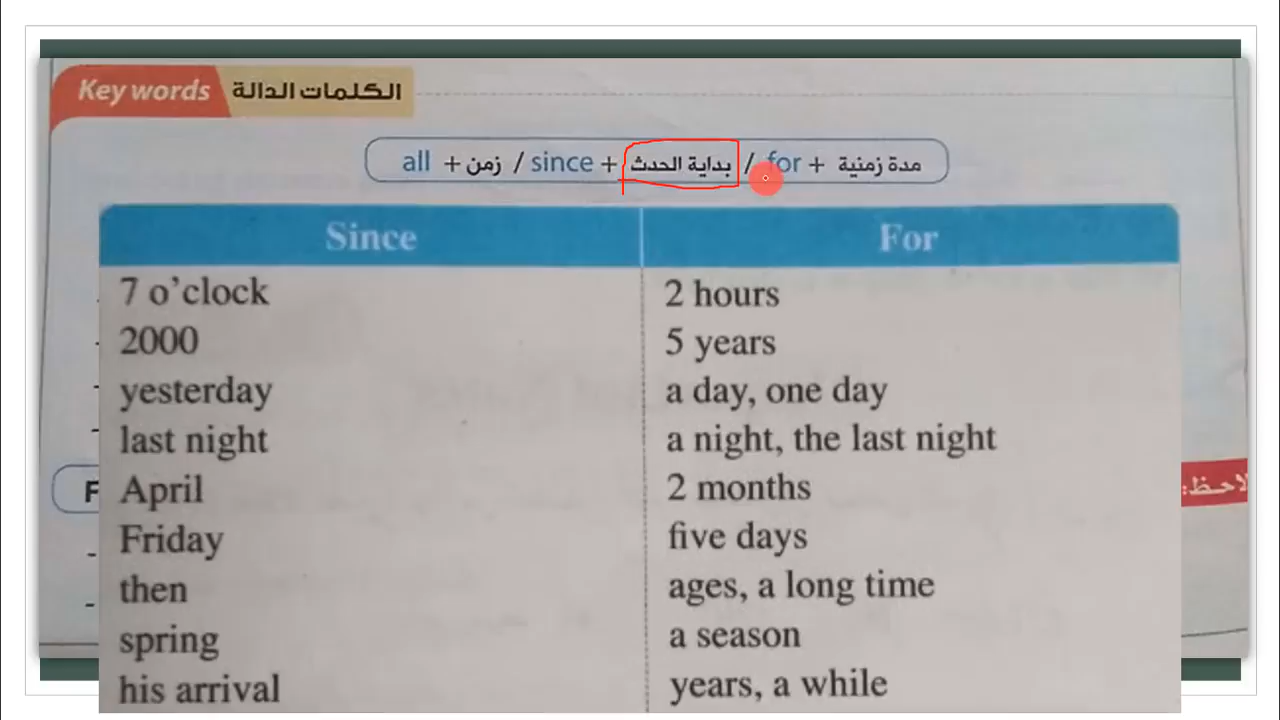 Key words الكلمات الدالة
all + زمن / since + بداية الحدث / for + مدة زمنية
Since For
7 o'clock 2 hours
2000 5 years
yesterday a day, one day
last night a night, the last night
April 2 months
Friday five days
then ages, a long time
spring a season
his arrival years, a while
F
لاحظ: